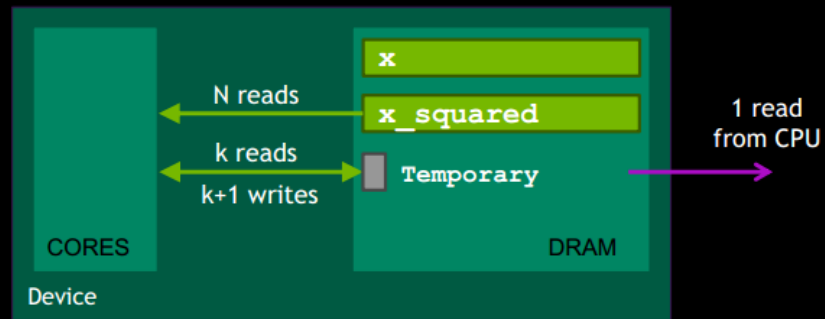 x
N reads
x_squared
1 read
from CPU
k reads
k+1 writes
Temporary
CORES
DRAM
Device